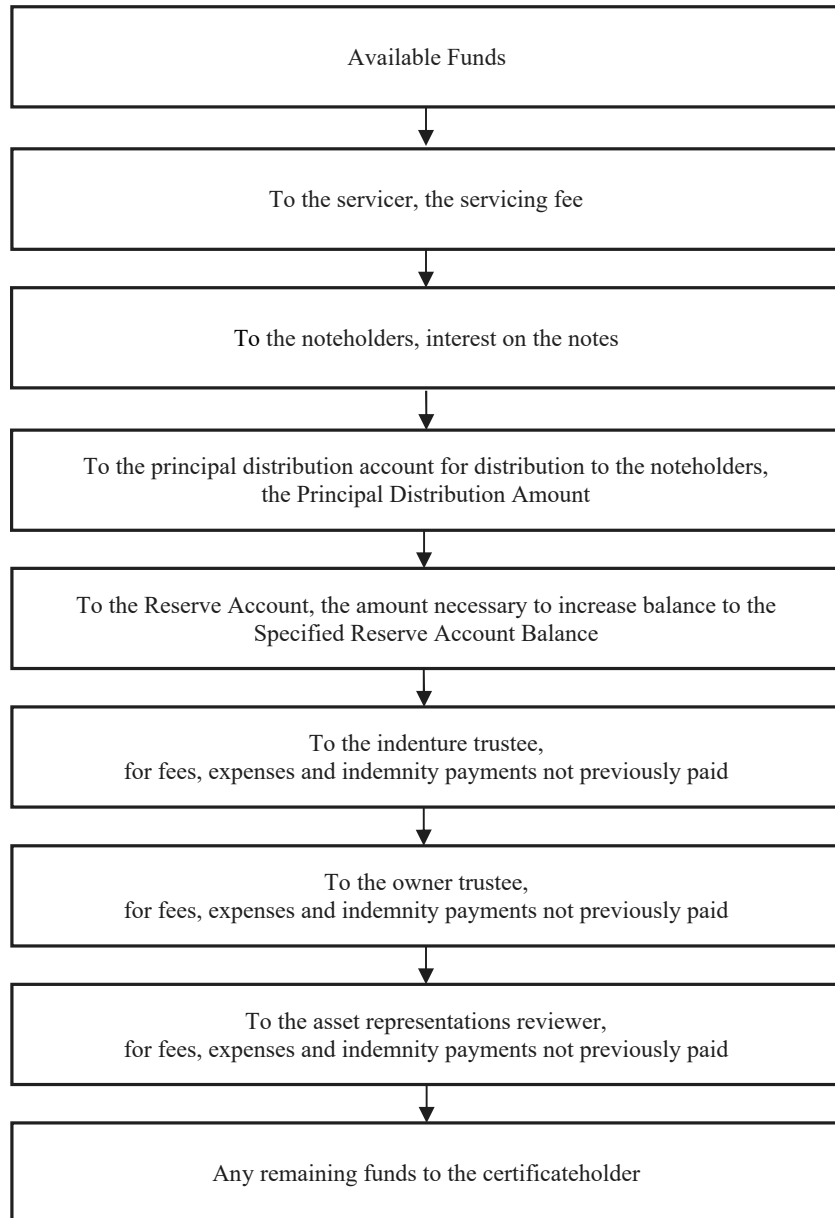 Available Funds
To the servicer, the servicing fee
To the noteholders, interest on the notes
To the principal distribution account for distribution to the noteholders,
the Principal Distribution Amount
To the Reserve Account, the amount necessary to increase balance to the
Specified Reserve Account Balance
To the indenture trustee,
for fees, expenses and indemnity payments not previously paid
To the owner trustee,
for fees, expenses and indemnity payments not previously paid
To the asset representations reviewer,
for fees, expenses and indemnity payments not previously paid
Any remaining funds to the certificateholder